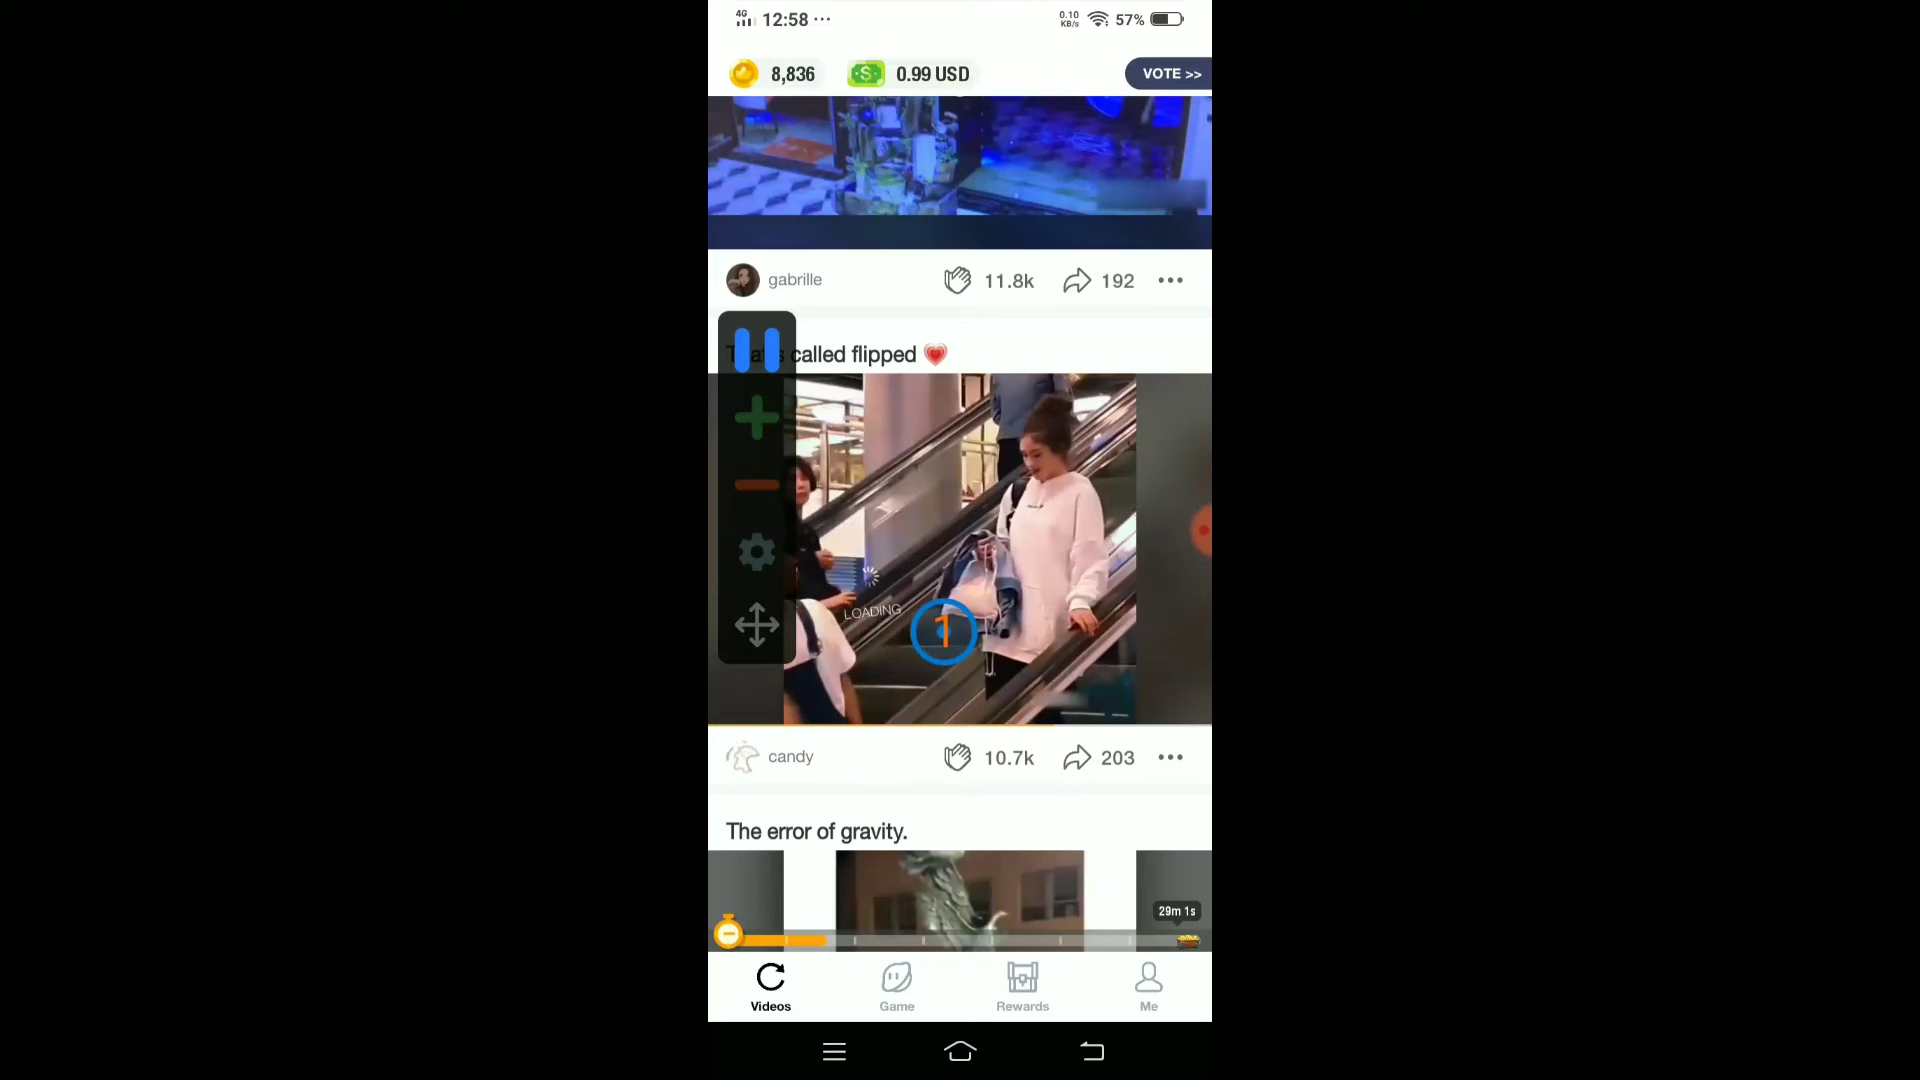 4G 12:58 ··· 0.10 KB/s 57%
8,836 0.99 USD VOTE >>
gabrille 11.8k 192
That's called flipped
LOADING
1
candy 10.7k 203
The error of gravity.
29m 1s
Videos Game Rewards Me